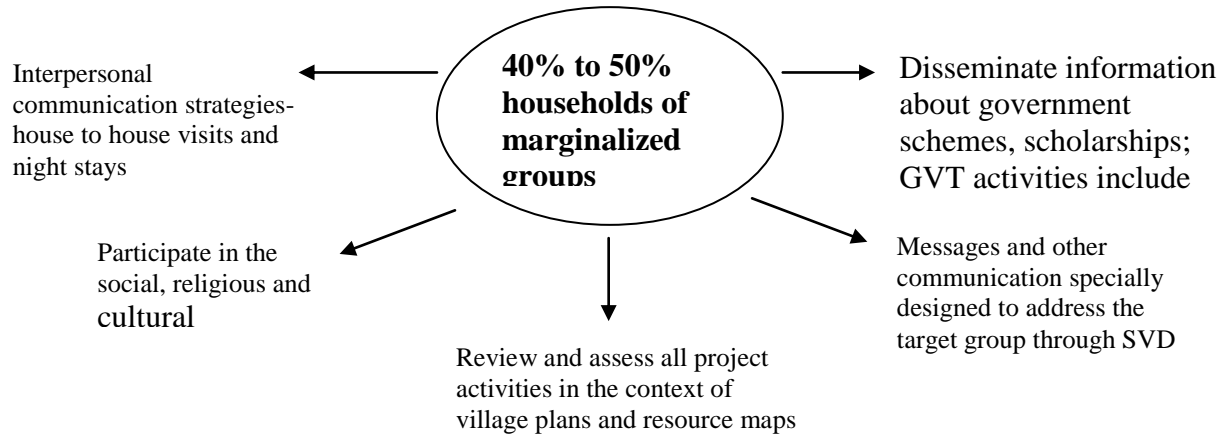 40% to 50%
households of
marginalized
groups
Interpersonal
communication strategies-
house to house visits and
night stays
Disseminate information
about government
schemes, scholarships;
GVT activities include
Participate in the
social, religious and
cultural
Messages and other
communication specially
designed to address the
target group through SVD
Review and assess all project
activities in the context of
village plans and resource maps